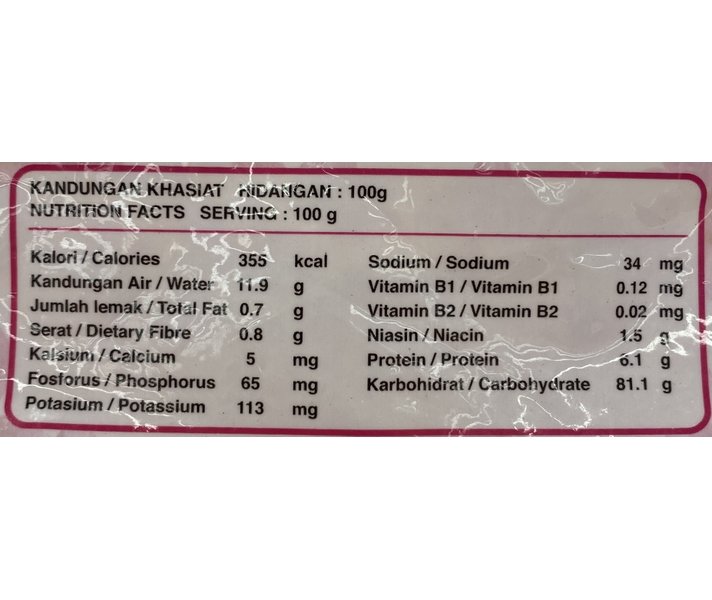 KANDUNGAN KHASIAT HIDANGAN : 100g
NUTRITION FACTS SERVING : 100 g
Kalori / Calories 355 kcal
Kandungan Air / Water 11.9 g
Jumlah lemak / Total Fat 0.7 g
Serat / Dietary Fibre 0.8 g
Kalsium / Calcium 5 mg
Fosforus / Phosphorus 65 mg
Potasium / Potassium 113 mg
Sodium / Sodium 34 mg
Vitamin B1 / Vitamin B1 0.12 mg
Vitamin B2 / Vitamin B2 0.02 mg
Niasin / Niacin 1.5 g
Protein / Protein 6.1 g
Karbohidrat / Carbohydrate 81.1 g